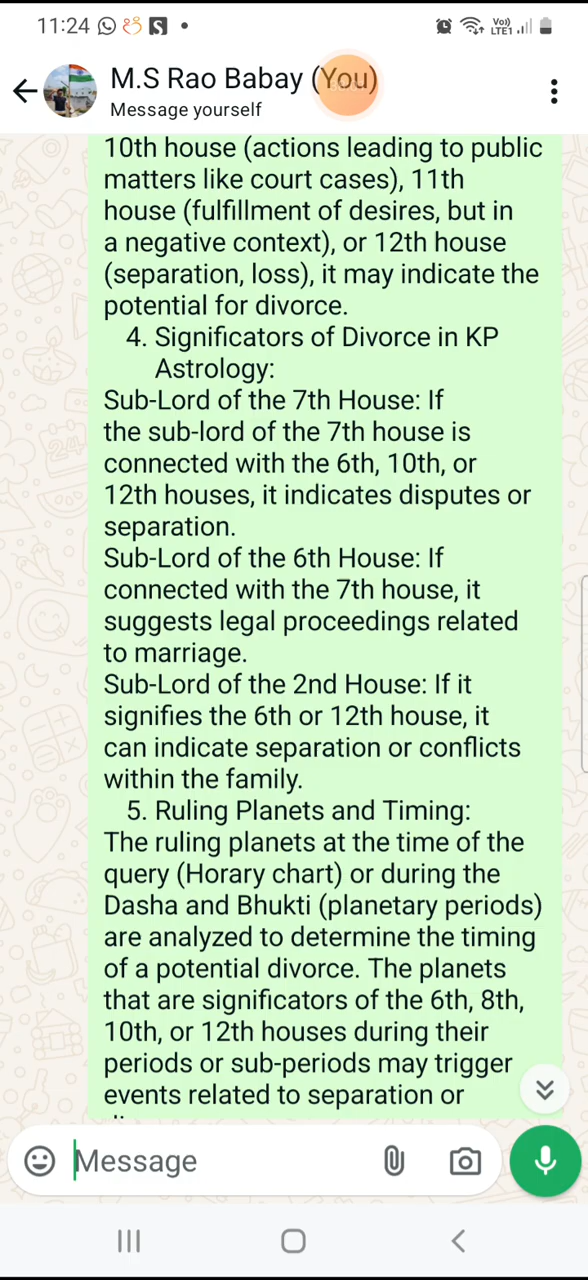 11:24
Vo))
LTE1
M.S Rao Babay (You)
Message yourself
10th house (actions leading to public
matters like court cases), 11th
house (fulfillment of desires, but in
a negative context), or 12th house
(separation, loss), it may indicate the
potential for divorce.
4. Significators of Divorce in KP
Astrology:
Sub-Lord of the 7th House: If
the sub-lord of the 7th house is
connected with the 6th, 10th, or
12th houses, it indicates disputes or
separation.
Sub-Lord of the 6th House: If
connected with the 7th house, it
suggests legal proceedings related
to marriage.
Sub-Lord of the 2nd House: If it
signifies the 6th or 12th house, it
can indicate separation or conflicts
within the family.
5. Ruling Planets and Timing:
The ruling planets at the time of the
query (Horary chart) or during the
Dasha and Bhukti (planetary periods)
are analyzed to determine the timing
of a potential divorce. The planets
that are significators of the 6th, 8th,
10th, or 12th houses during their
periods or sub-periods may trigger
events related to separation or
Message